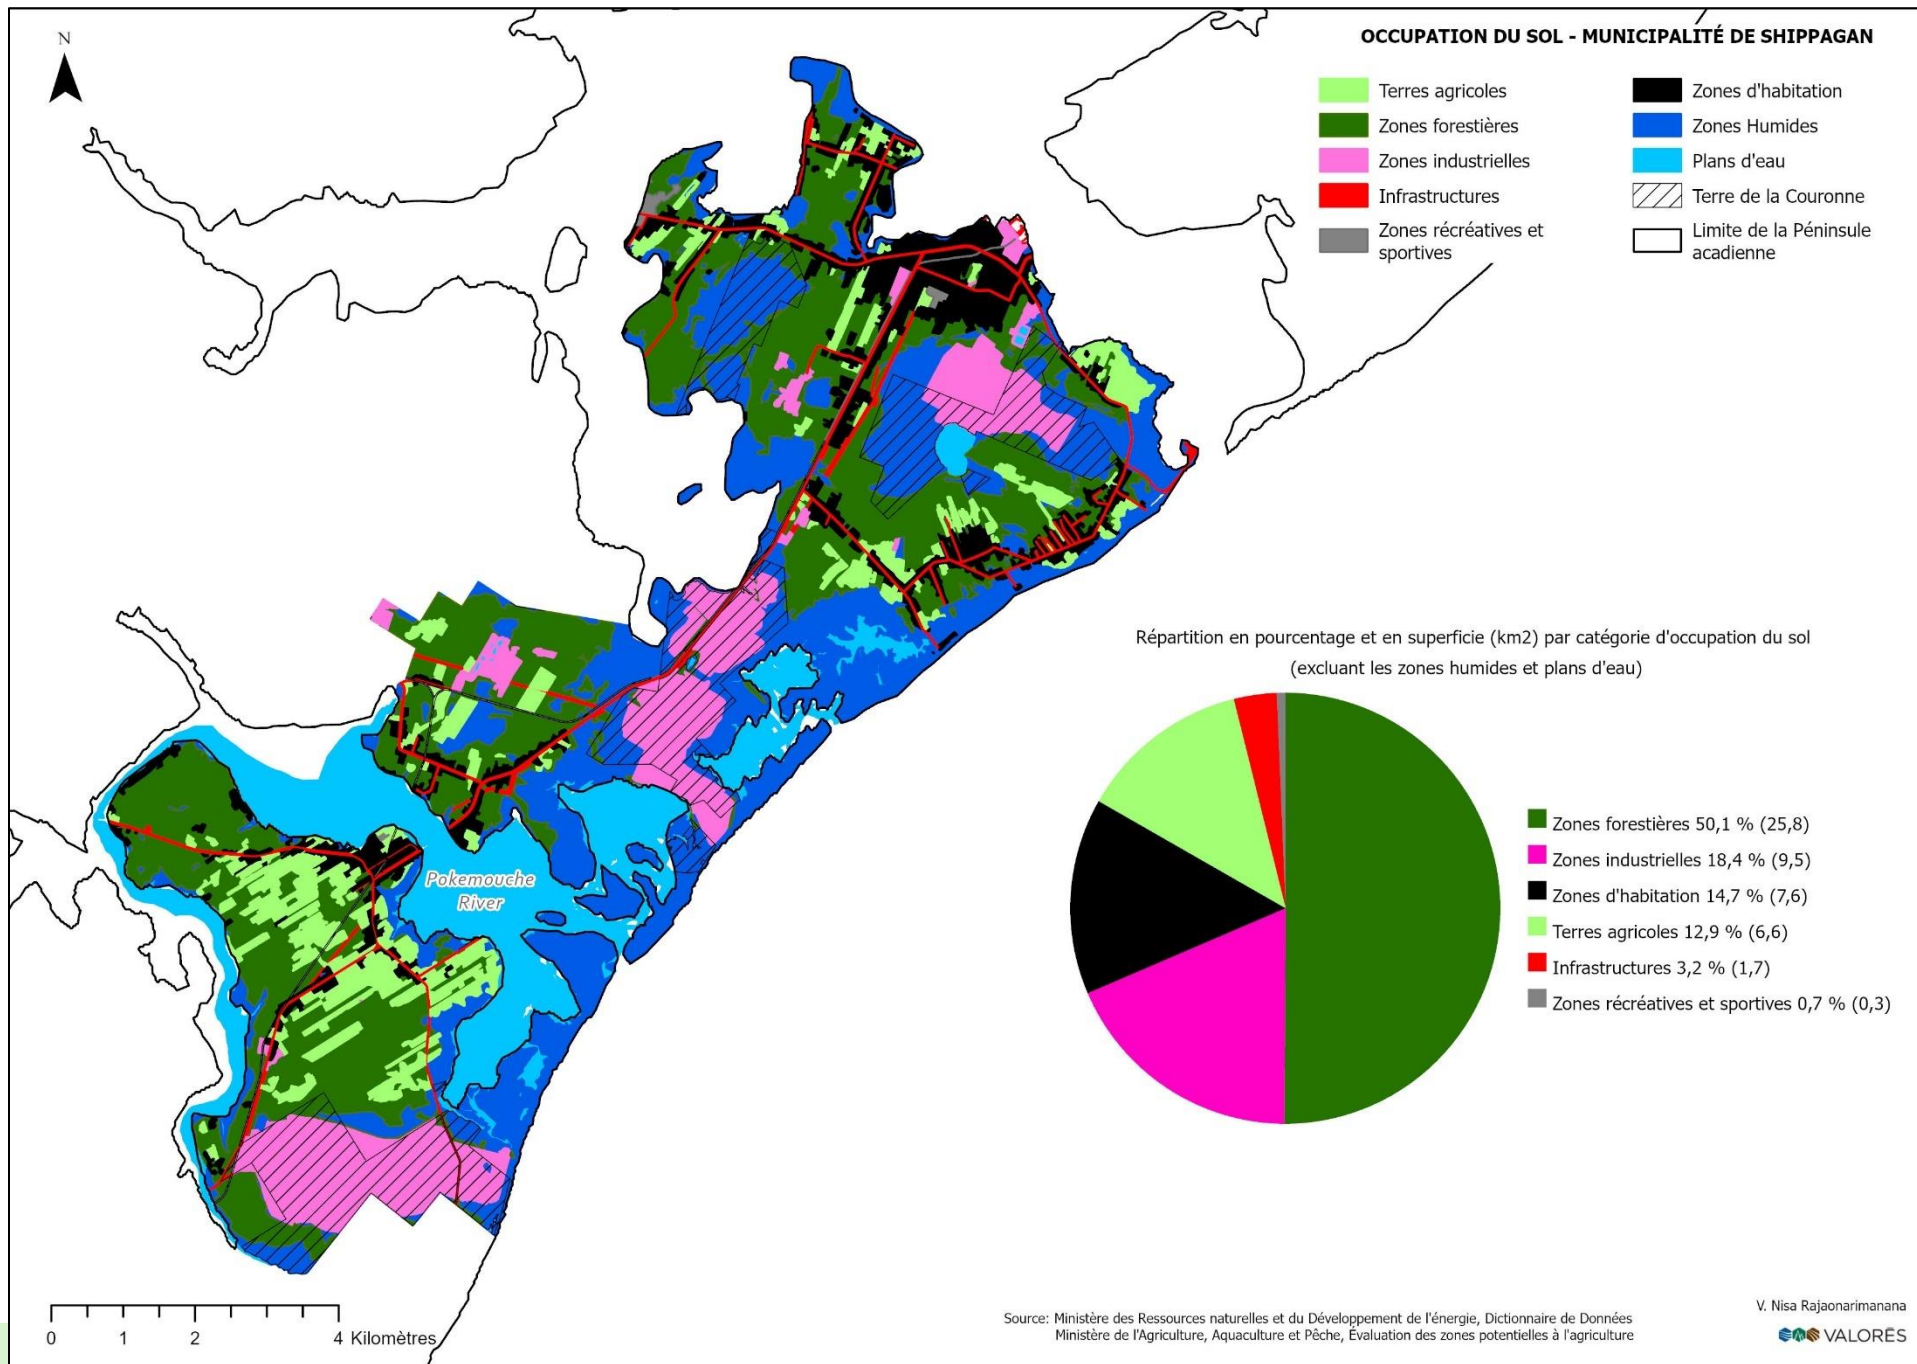 N
OCCUPATION DU SOL - MUNICIPALITÉ DE SHIPPAGAN
Terres agricoles
Zones forestières
Zones industrielles
Infrastructures
Zones récréatives et
sportives
Zones d'habitation
Zones Humides
Plans d'eau
Terre de la Couronne
Limite de la Péninsule
acadienne
Pokemouche
River
Répartition en pourcentage et en superficie (km2) par catégorie d'occupation du sol
(excluant les zones humides et plans d'eau)
Zones forestières 50,1 % (25,8)
Zones industrielles 18,4 % (9,5)
Zones d'habitation 14,7 % (7,6)
Terres agricoles 12,9 % (6,6)
Infrastructures 3,2 % (1,7)
Zones récréatives et sportives 0,7 % (0,3)
0 1 2 4 Kilomètres
Source: Ministère des Ressources naturelles et du Développement de l'énergie, Dictionnaire de Données
Ministère de l'Agriculture, Aquaculture et Pêche, Évaluation des zones potentielles à l'agriculture
V. Nisa Rajaonarimanana
VALORĒS